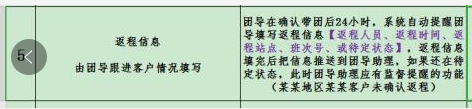 5
返程信息
由团导跟进客户情况填写
团导在确认带团后24小时，系统自动提醒团
导填写返程信息【返程人员、返程时间、返
程站点、班次号、或待定状态】，返程信息
填完后把信息推送到团导助理，如果还在待
定状态，此时团导助理应有监督提醒的功能
（某某地区某某客户未确认返程）